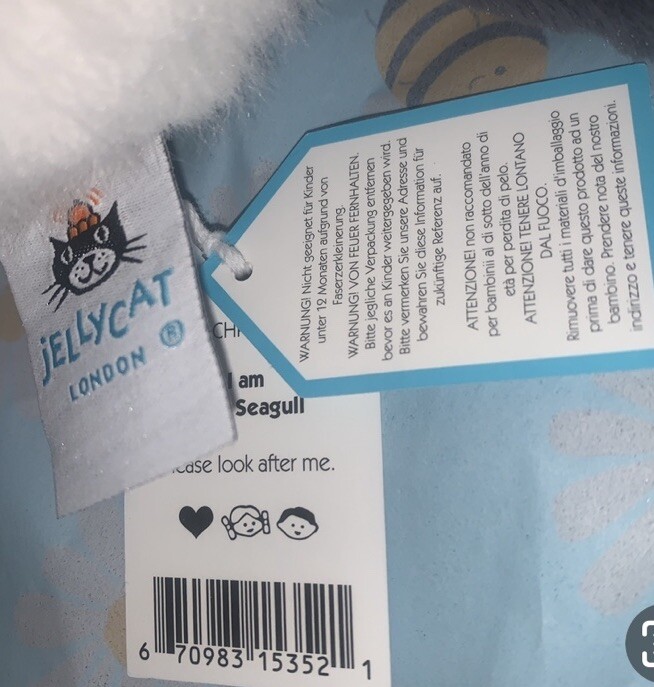 JELLYCAT
®
LONDON
WARNUNG! Nicht geeignet für Kinder
unter 12 Monaten aufgrund von
Faserzerkleinerung.
WARNUNG! VON FEUER FERNHALTEN.
Bitte jegliche Verpackung entfernen
bevor es an Kinder weitergegeben wird.
Bitte vermerken Sie unsere Adresse und
bewahren Sie diese Information für
zukünftige Referenz auf.
ATTENZIONE! non raccomandato
per bambinii al di sotto dell'anno di
età per perdita di pelo.
ATTENZIONE! TENERE LONTANO
DAL FUOCO.
Rimuovere tutti i materiali d'imballaggio
prima di dare questo prodotto ad un
bambino. Prendere nota del nostro
indirizzo e tenere queste informazioni.
I am
Seagull
look after me.
6 70983 15352 1